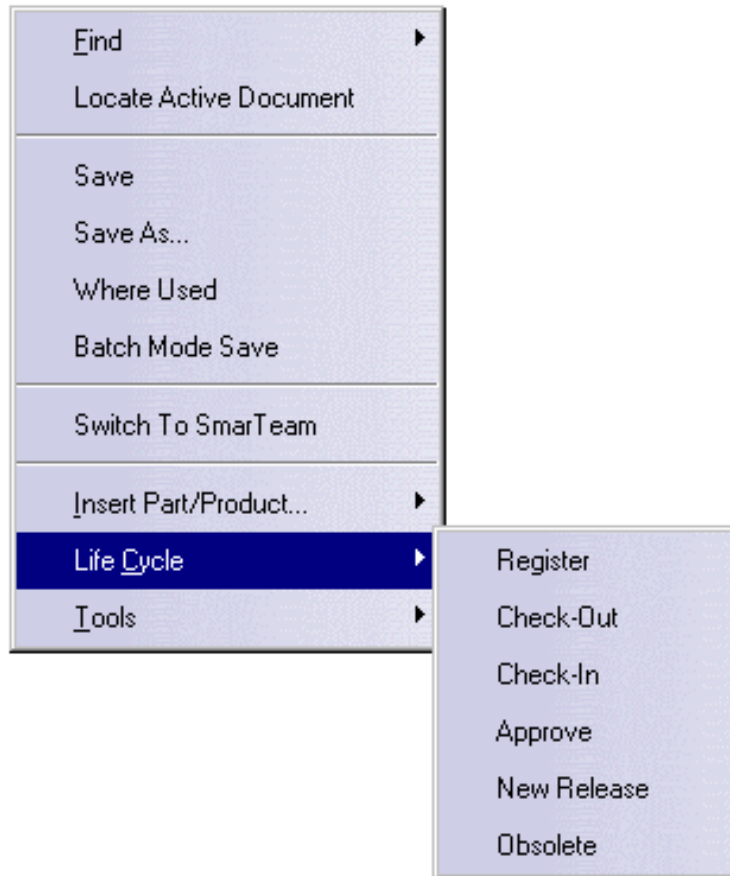 Find
Locate Active Document
Save
Save As...
Where Used
Batch Mode Save
Switch To SmarTeam
Insert Part/Product...
Life Cycle
Tools
Register
Check-Out
Check-In
Approve
New Release
Obsolete